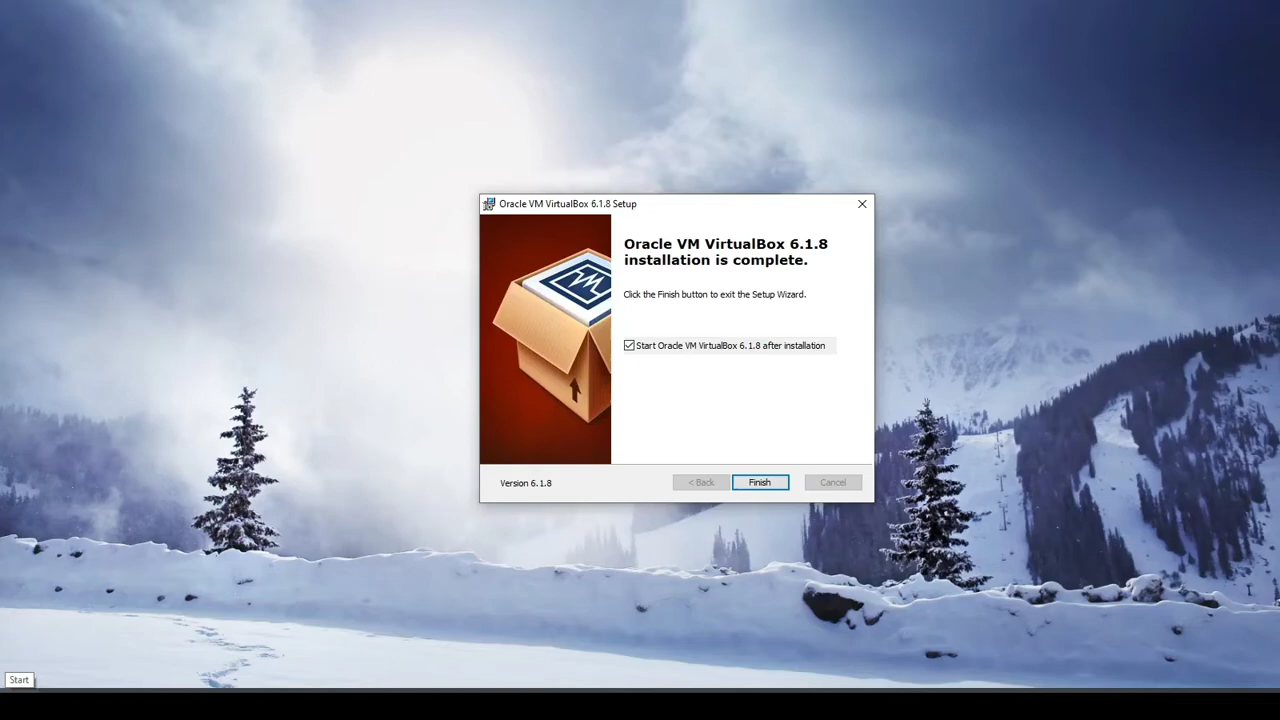 Oracle VM VirtualBox 6.1.8 Setup
Oracle VM VirtualBox 6.1.8
installation is complete.
Click the Finish button to exit the Setup Wizard.
Start Oracle VM VirtualBox 6.1.8 after installation
Version 6.1.8
< Back
Finish
Cancel
Start